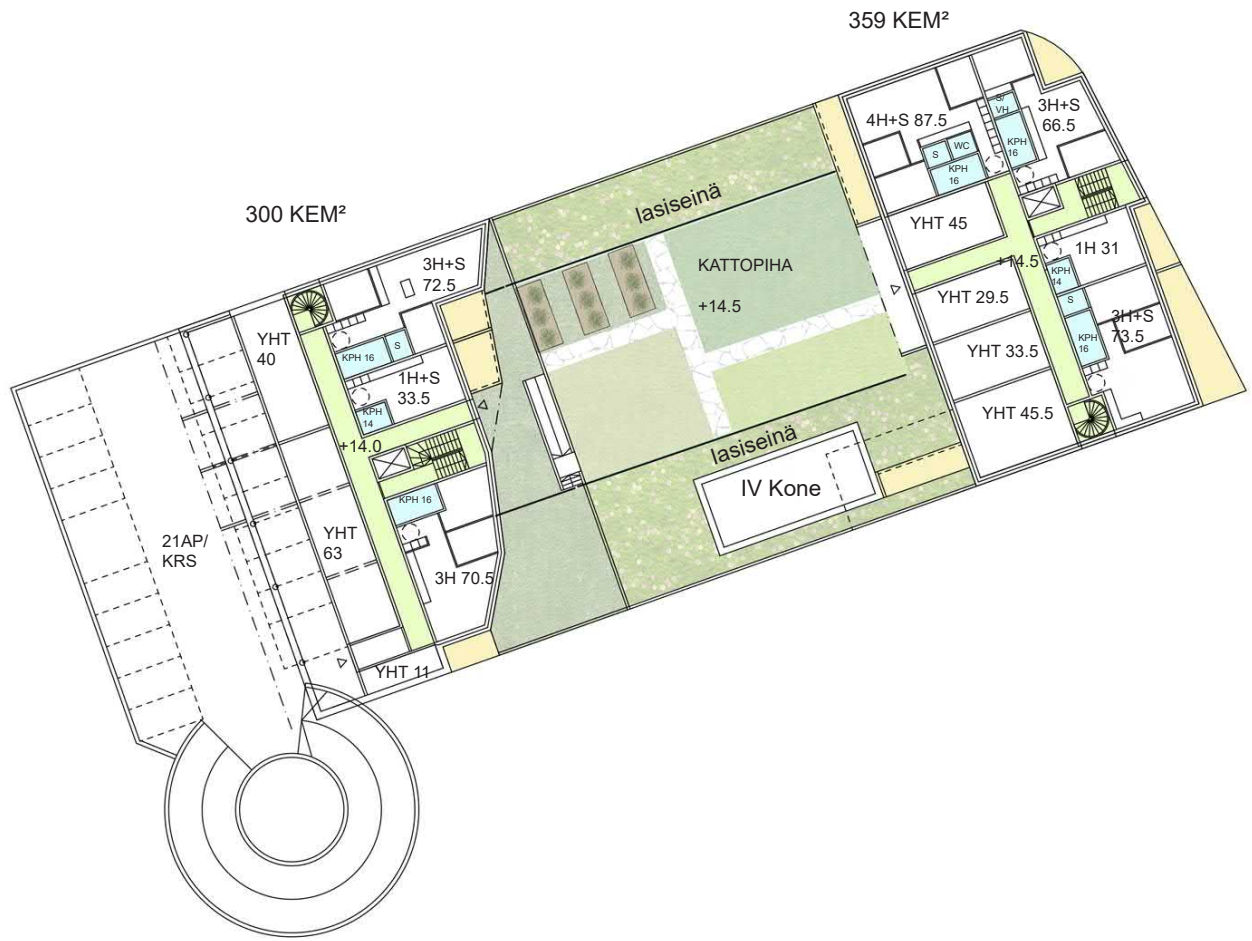 359 KEM²
300 KEM²
4H+S 87.5
S/
VH
3H+S
66.5
KPH
16
S
WC
KPH
16
YHT 45
1H 31
+14.5
KPH
14
S
KPH
16
3H+S
73.5
YHT 29.5
YHT 33.5
YHT 45.5
lasiseinä
KATTOPIHA
+14.5
lasiseinä
IV Kone
3H+S
72.5
YHT
40
KPH 16
S
1H+S
33.5
KPH
14
+14.0
KPH 16
21AP/
KRS
YHT
63
3H 70.5
YHT 11